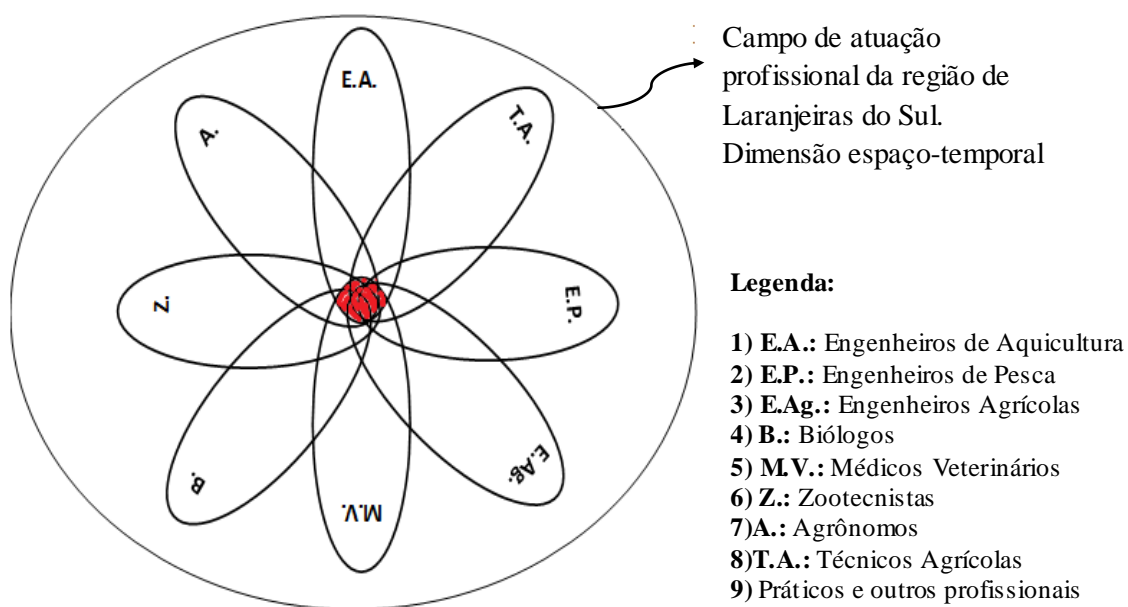 E.A.
T.A.
A.
Z.
E.P.
B.
M.V.
E.Ag.
Campo de atuação
profissional da região de
Laranjeiras do Sul.
Dimensão espaço-temporal
Legenda:
1) E.A.: Engenheiros de Aquicultura
2) E.P.: Engenheiros de Pesca
3) E.Ag.: Engenheiros Agrícolas
4) B.: Biólogos
5) M.V.: Médicos Veterinários
6) Z.: Zootecnistas
7)A.: Agrônomos
8)T.A.: Técnicos Agrícolas
9) Práticos e outros profissionais